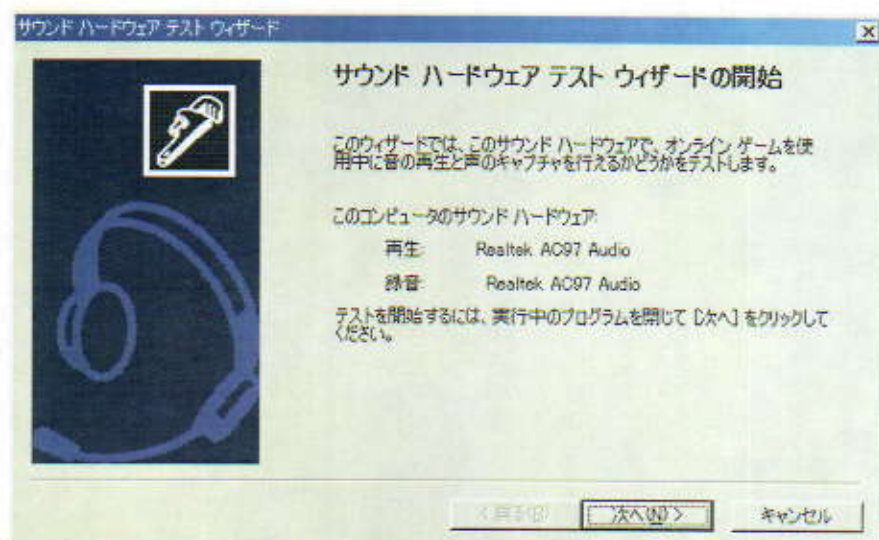 サウンド ハードウェア テスト ウィザード
サウンド ハードウェア テスト ウィザードの開始
このウィザードでは、このサウンド ハードウェアで、オンライン ゲームを使
用中に音の再生と声のキャプチャを行えるかどうかをテストします。
このコンピュータのサウンド ハードウェア:
再生: Realtek AC97 Audio
録音: Realtek AC97 Audio
テストを開始するには、実行中のプログラムを閉じて [次へ] をクリックして
ください。
< 戻る(B) 次へ(N) > キャンセル